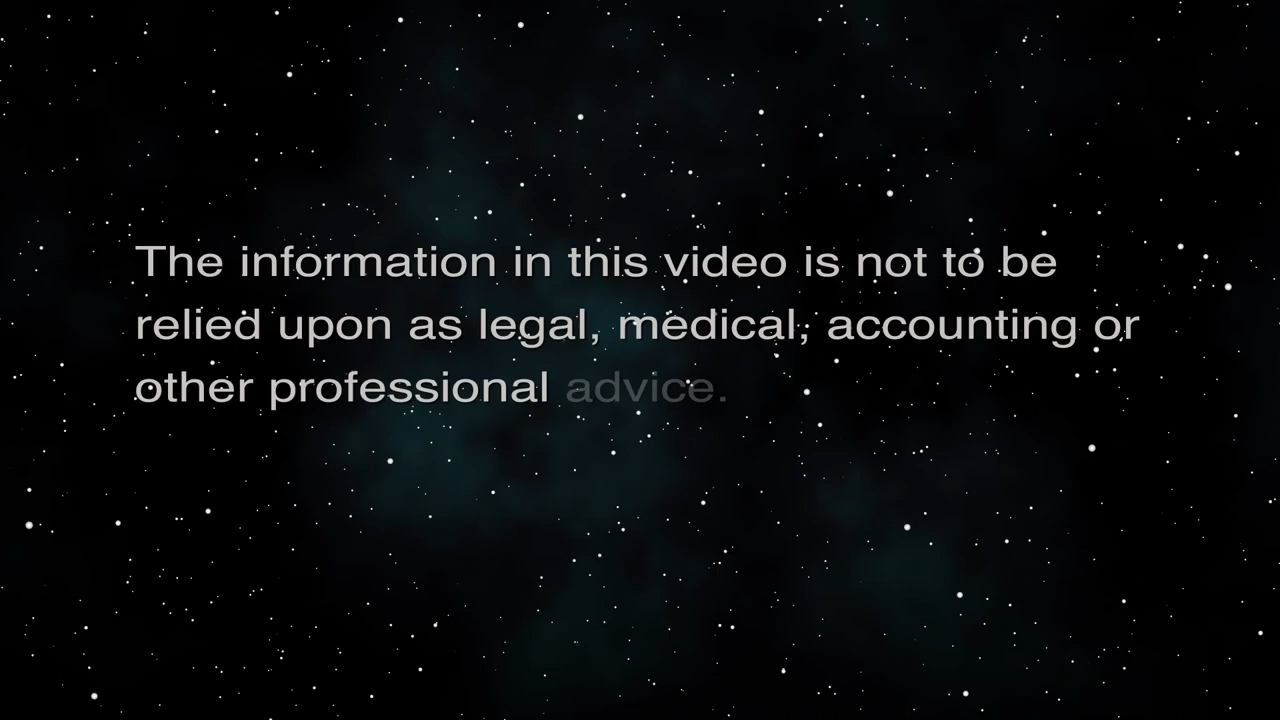 The information in this video is not to be
relied upon as legal, medical, accounting or
other professional advice.